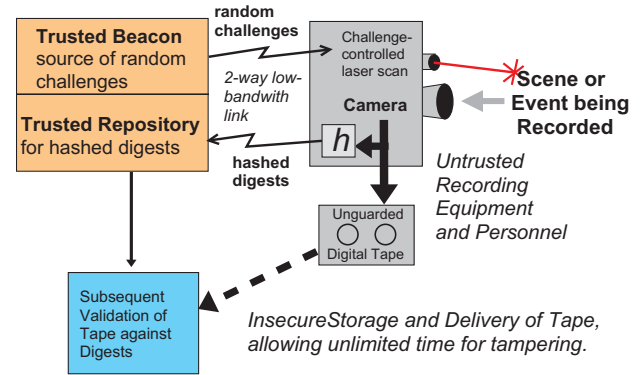 Trusted Beacon
source of random
challenges
Trusted Repository
for hashed digests
random
challenges
2-way low-
bandwith
link
hashed
digests
Challenge-
controlled
laser scan
Camera
h
Scene or
Event being
Recorded
Untrusted
Recording
Equipment
and Personnel
Unguarded
Digital Tape
Subsequent
Validation of
Tape against
Digests
InsecureStorage and Delivery of Tape,
allowing unlimited time for tampering.